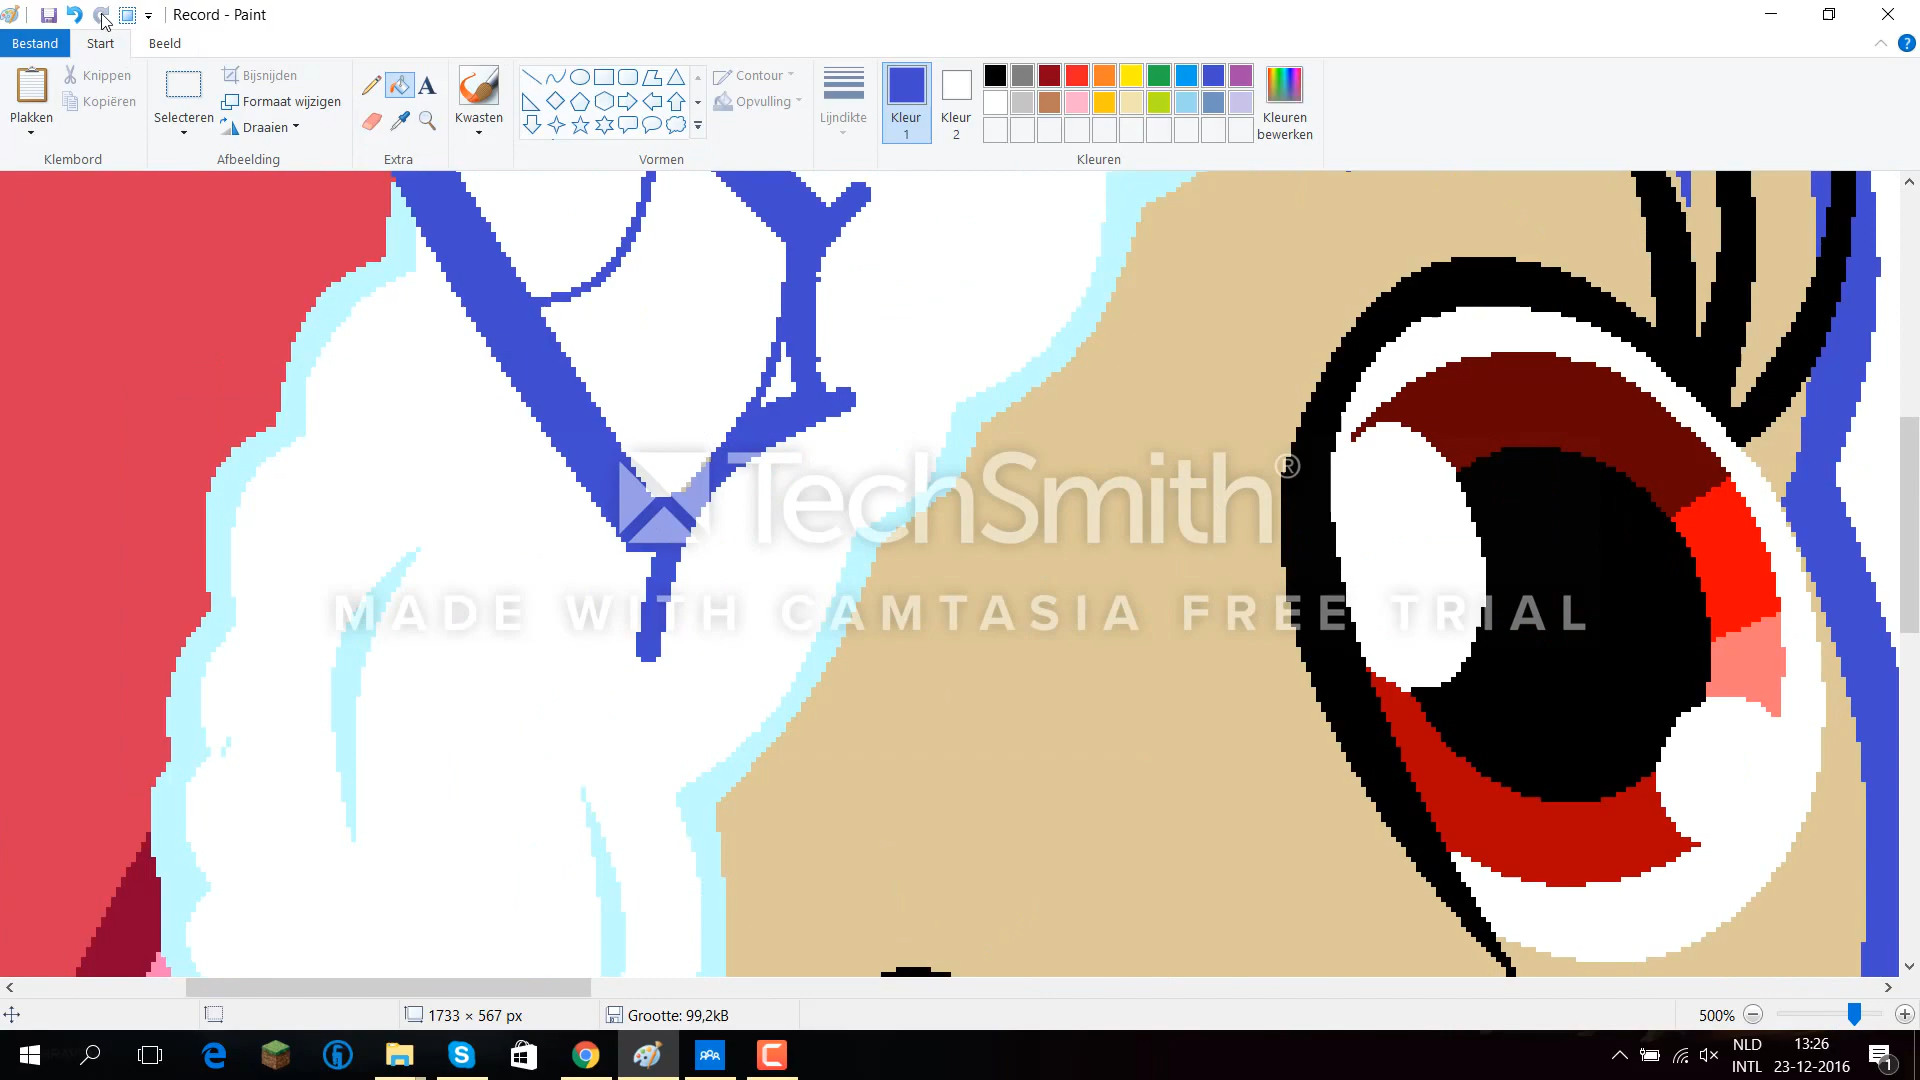 Record - Paint
Bestand Start Beeld
Plakken
Knippen
Kopiëren
Klembord
Selecteren
Bijsnijden
Formaat wijzigen
Draaien
Afbeelding
A
Extra
Kwasten
Vormen
Contour
Opvulling
Lijndikte
Kleur
1
Kleur
2
Kleuren
bewerken
Kleuren
TechSmith®
MADE WITH CAMTASIA FREE TRIAL
1733 × 567 px
Grootte: 99,2kB
500%
NLD
INTL
13:26
23-12-2016
1